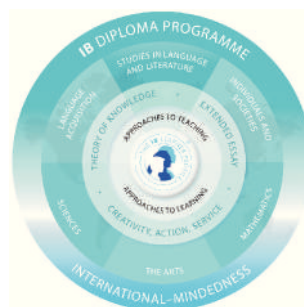 IB DIPLOMA PROGRAMME
STUDIES IN LANGUAGE
AND LITERATURE
LANGUAGE
ACQUISITION
INDIVIDUALS AND
SOCIETIES
THEORY OF KNOWLEDGE
EXTENDED ESSAY
APPROACHES TO TEACHING
APPROACHES TO LEARNING
CREATIVITY, ACTION, SERVICE
SCIENCES
MATHEMATICS
THE ARTS
INTERNATIONAL-MINDEDNESS